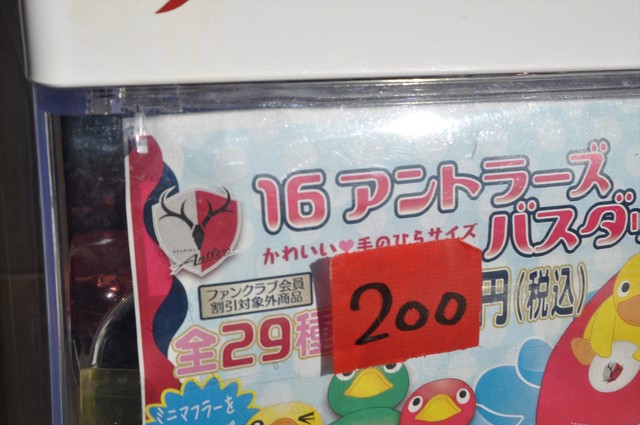 16 アントラーズ
バスダ
かわいい♥手のひらサイズ
ファンクラブ会員
割引対象外商品
200
円(税込)
全29種
ミニマフラーを
Antlers